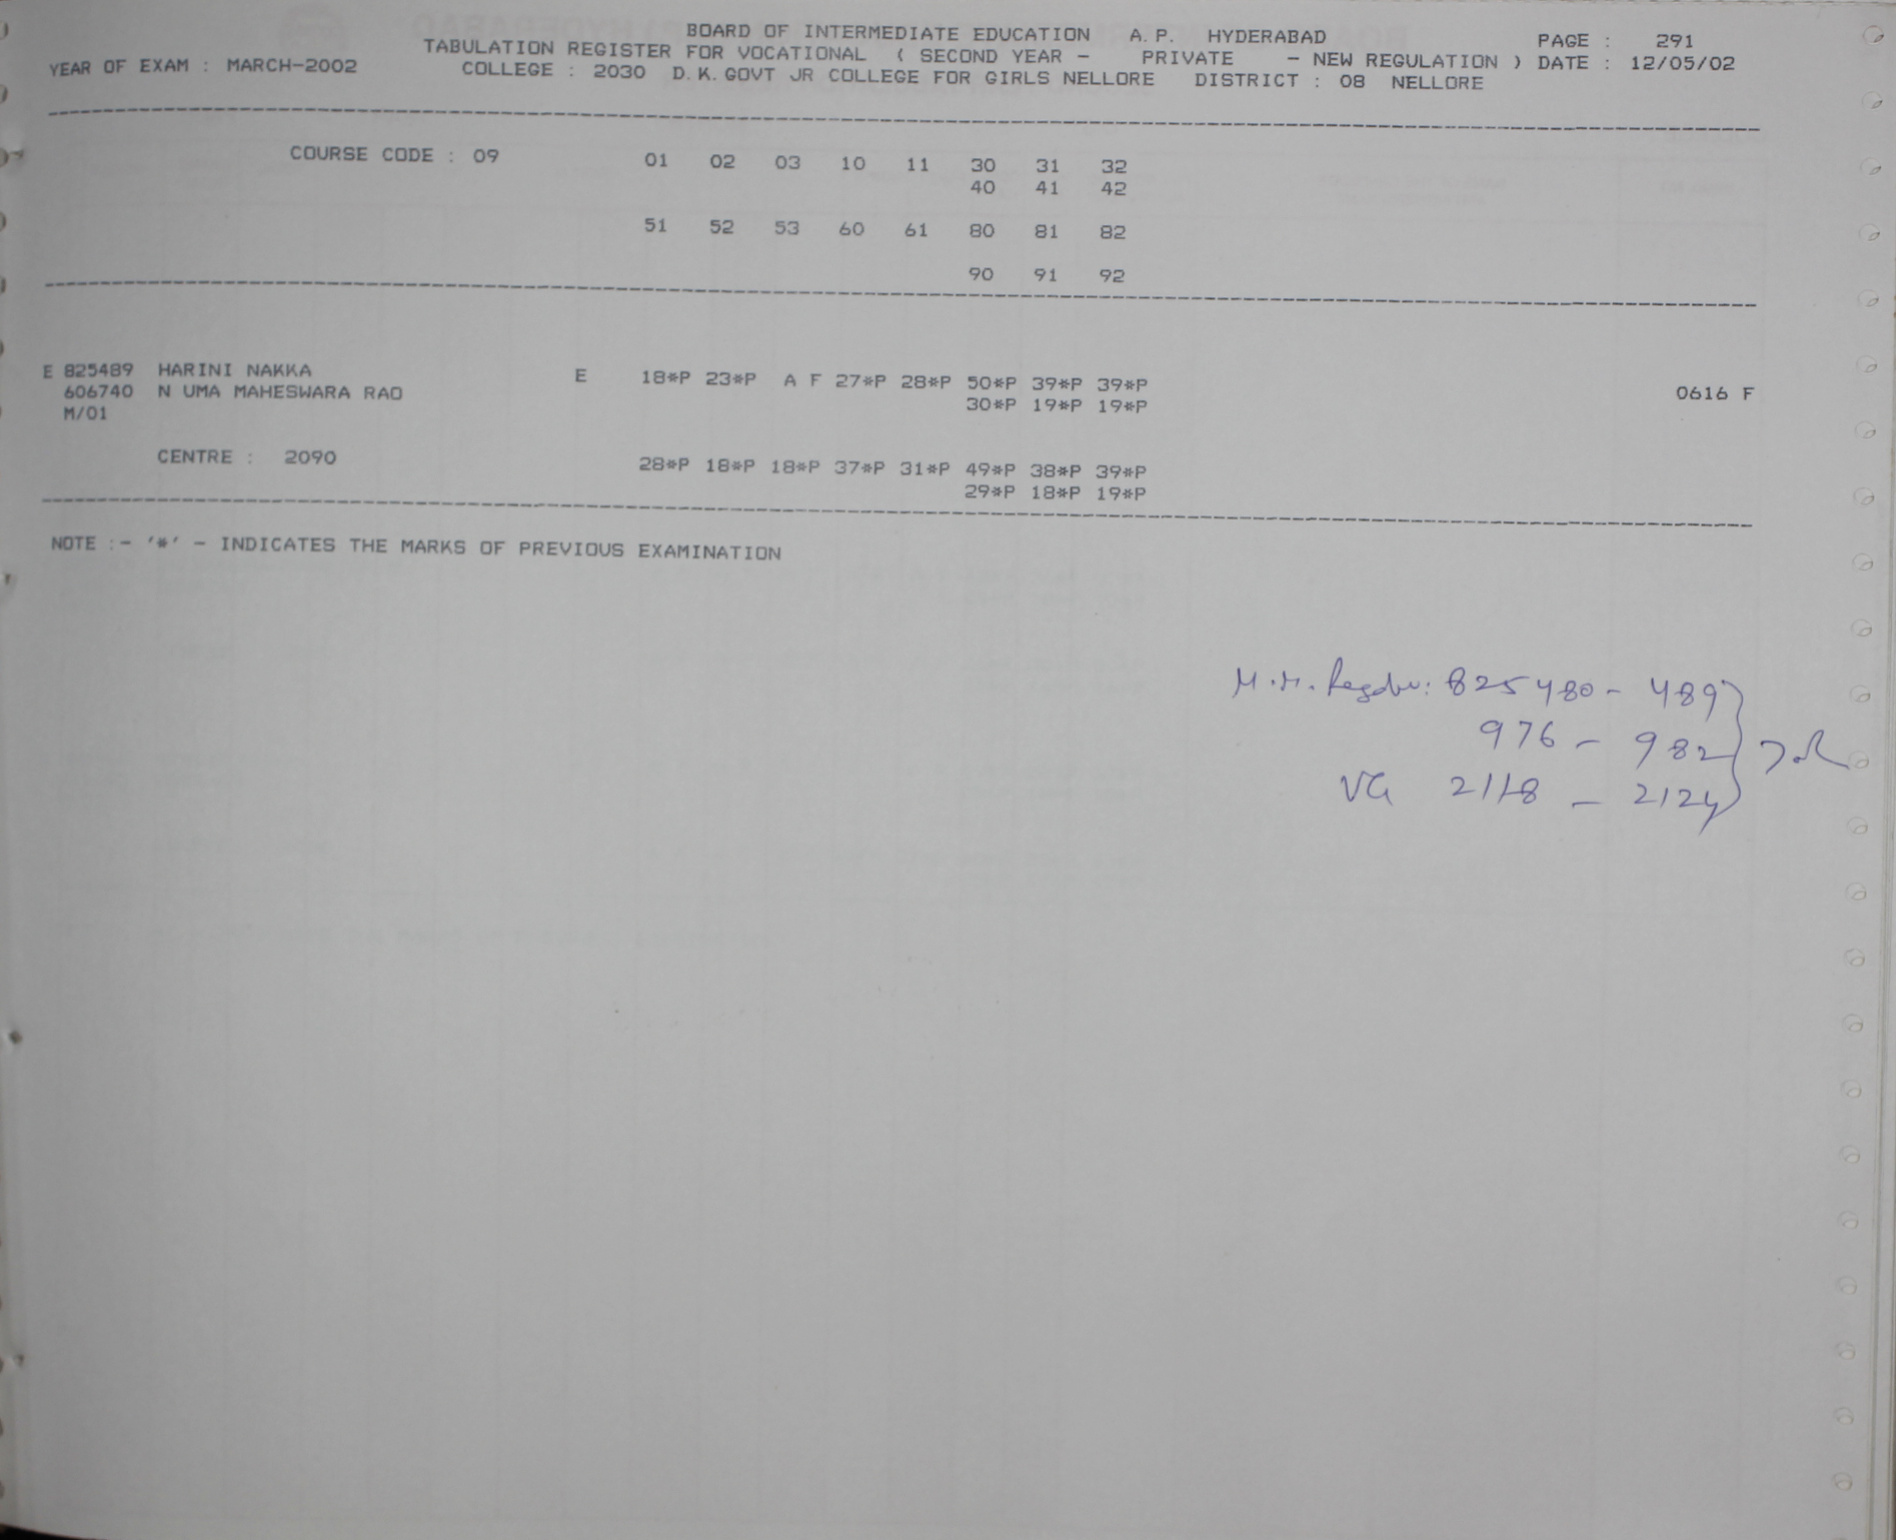 BOARD OF INTERMEDIATE EDUCATION A.P. HYDERABAD PAGE : 291
TABULATION REGISTER FOR VOCATIONAL ( SECOND YEAR - PRIVATE - NEW REGULATION ) DATE : 12/05/02
YEAR OF EXAM : MARCH-2002 COLLEGE : 2030 D.K.GOVT JR COLLEGE FOR GIRLS NELLORE DISTRICT : 08 NELLORE
COURSE CODE : 09 01 02 03 10 11 30 31 32
40 41 42
51 52 53 60 61 80 81 82
90 91 92
E 825489 HARINI NAKKA E 18*P 23*P A F 27*P 28*P 50*P 39*P 39*P
606740 N UMA MAHESWARA RAO 30*P 19*P 19*P 0616 F
M/01
CENTRE : 2090 28*P 18*P 18*P 37*P 31*P 49*P 38*P 39*P
29*P 18*P 19*P
NOTE :- '*' - INDICATES THE MARKS OF PREVIOUS EXAMINATION
M.M. 825480 - 489
976 - 982
VG 2118 - 2124